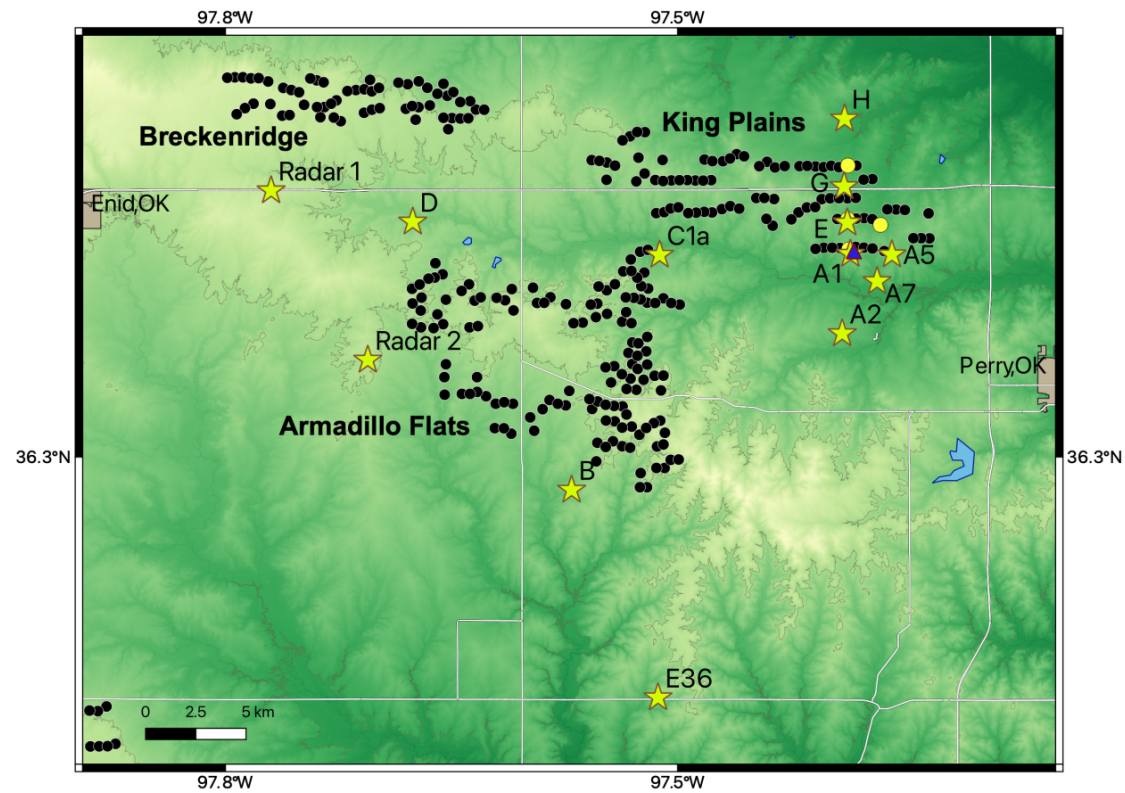 97.8°W
97.5°W
H
King Plains
Breckenridge
Radar 1
G
Enid,OK
D
E
C1a
A5
A1
A7
A2
Radar 2
Perry,OK
Armadillo Flats
36.3°N
36.3°N
B
E36
0 2.5 5 km
97.8°W
97.5°W